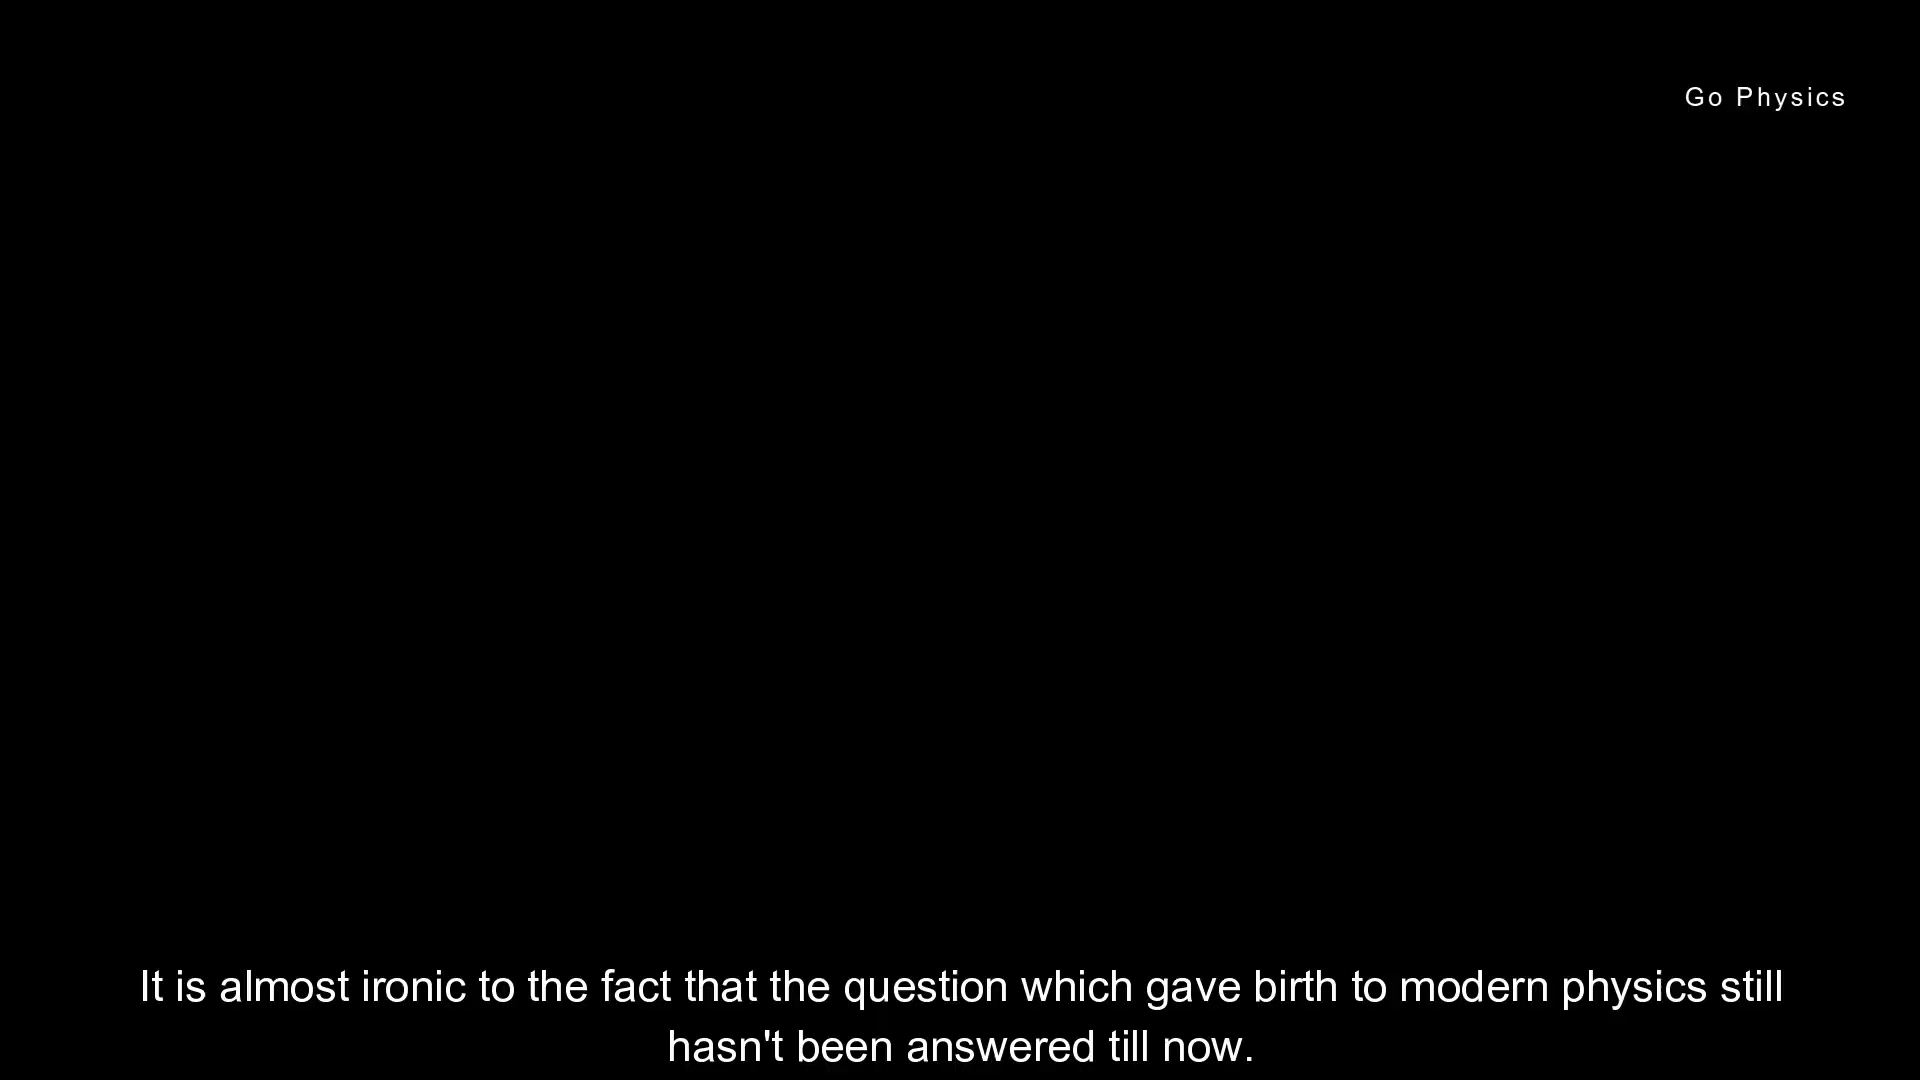 Go Physics
It is almost ironic to the fact that the question which gave birth to modern physics still
hasn't been answered till now.